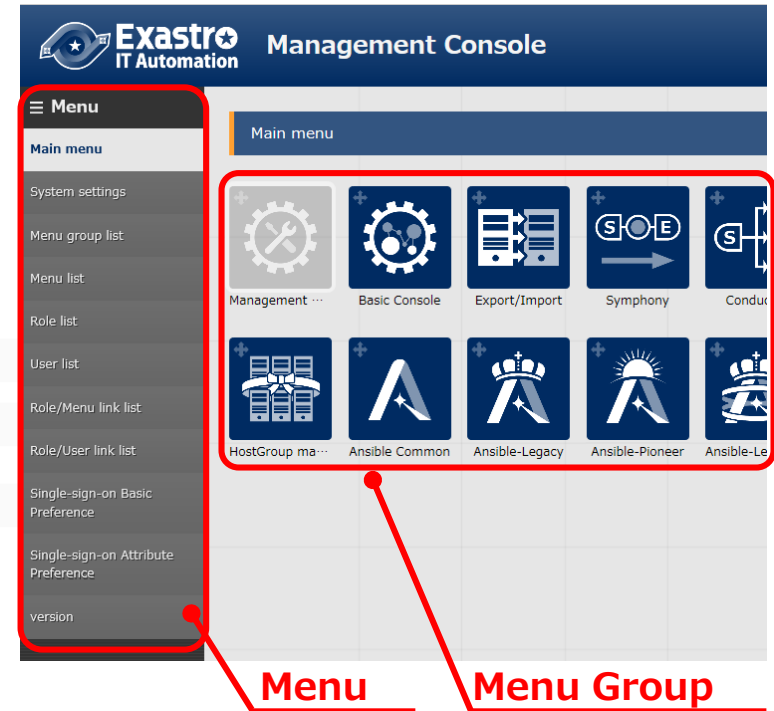 Exastro
IT Automation
Management Console
Menu
Main menu
Main menu
System settings
Menu group list
Menu list
Role list
User list
Role/Menu link list
Role/User link list
Single-sign-on Basic
Preference
Single-sign-on Attribute
Preference
version
S E
S
Management ···
Basic Console
Export/Import
Symphony
Conduc
HostGroup ma···
Ansible Common
Ansible-Legacy
Ansible-Pioneer
Ansible-Le
Menu
Menu Group